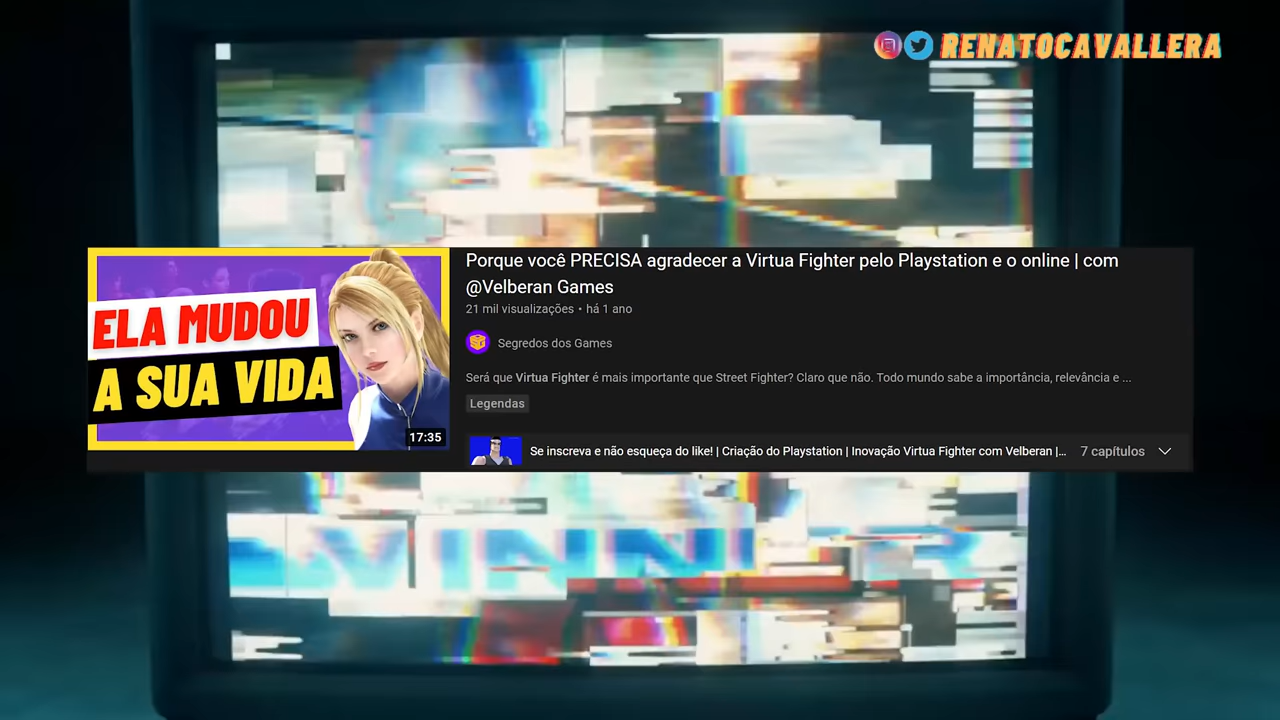 RENATOCAVALLERA
ELA MUDOU
A SUA VIDA
17:35
Porque você PRECISA agradecer a Virtua Fighter pelo Playstation e o online | com
@Velberan Games
21 mil visualizações • há 1 ano
Segredos dos Games
Será que Virtua Fighter é mais importante que Street Fighter? Claro que não. Todo mundo sabe a importância, relevância e ...
Legendas
Se inscreva e não esqueça do like! | Criação do Playstation | Inovação Virtua Fighter com Velberan |... 7 capítulos
WINNER